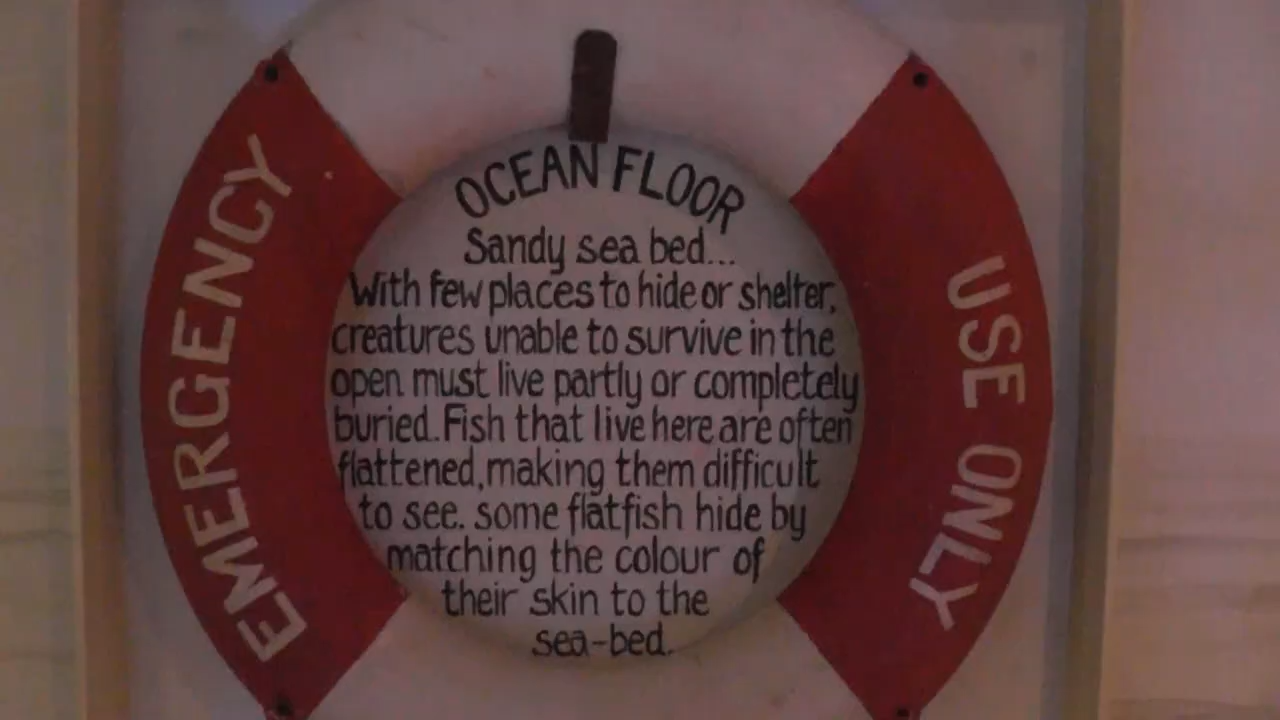 OCEAN FLOOR
Sandy sea bed...
With few places to hide or shelter,
creatures unable to survive in the
open must live partly or completely
buried. Fish that live here are often
flattened, making them difficult
to see. some flatfish hide by
matching the colour of
their skin to the
sea-bed.
EMERGENCY
USE ONLY